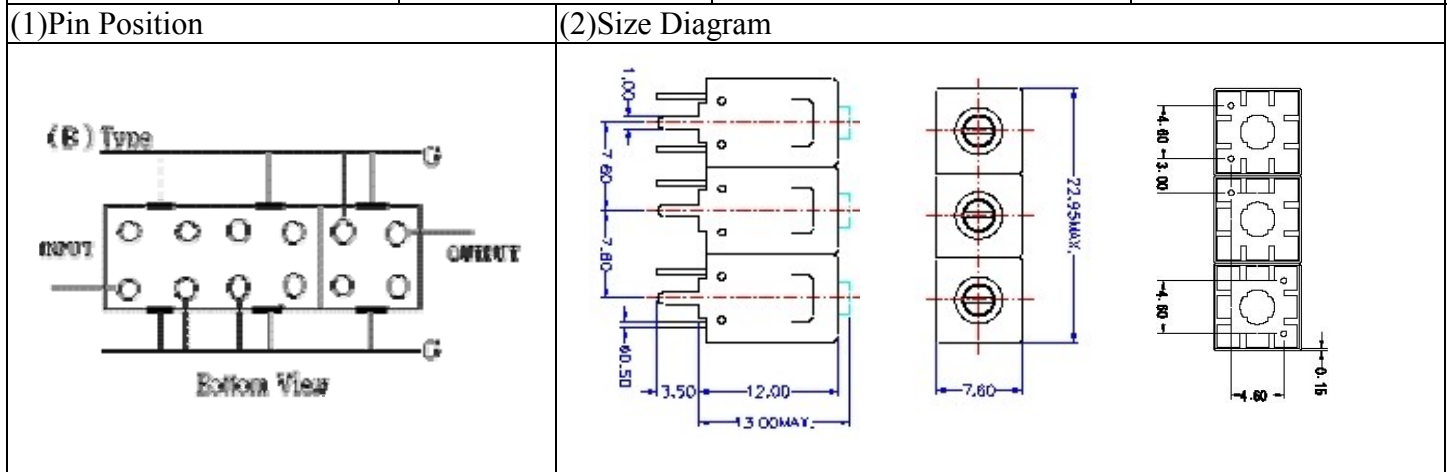 (1)Pin Position
(2)Size Diagram
(B) Type
G
INPUT
OUTPUT
G
Bottom View
1.00
7.60
7.60
Φ0.50
3.50
12.00
13.00MAX.
22.95MAX.
7.60
4.60
3.00
4.60
0.15
4.60